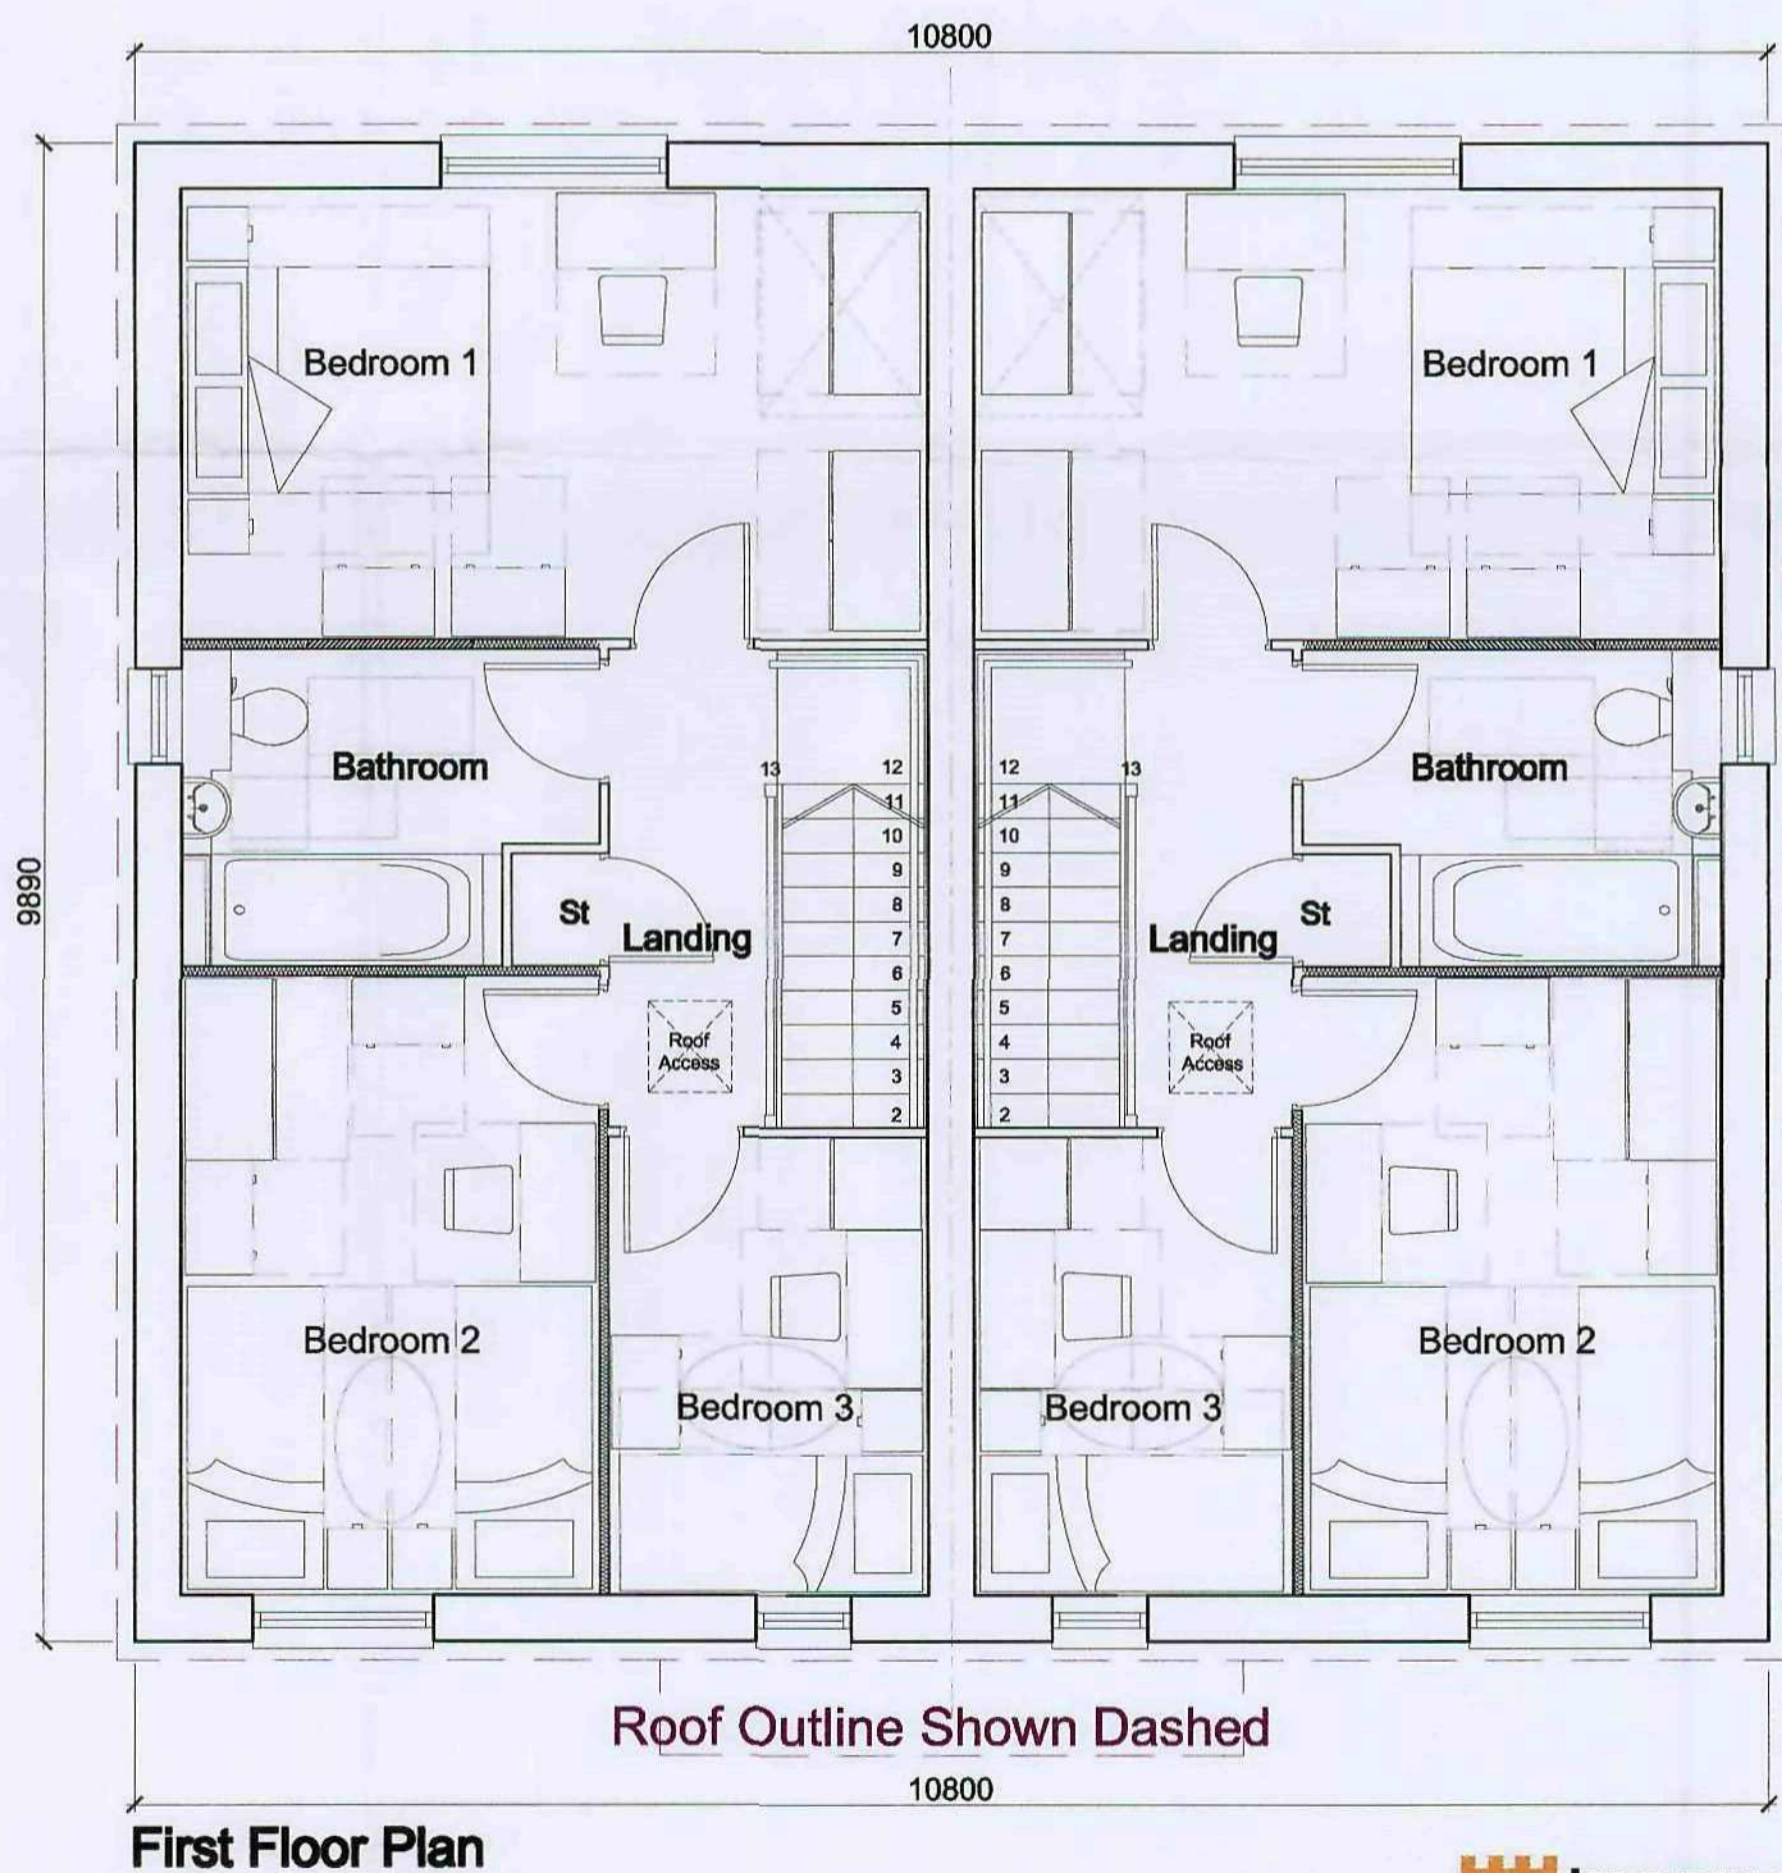 10800
Bedroom 1
Bedroom 1
Bathroom
Bathroom
13
12
11
10
9
8
7
6
5
4
3
2
12
11
10
9
8
7
6
5
4
3
2
13
9890
St
Landing
Landing
St
Roof
Access
Roof
Access
Bedroom 2
Bedroom 3
Bedroom 3
Bedroom 2
Roof Outline Shown Dashed
10800
First Floor Plan